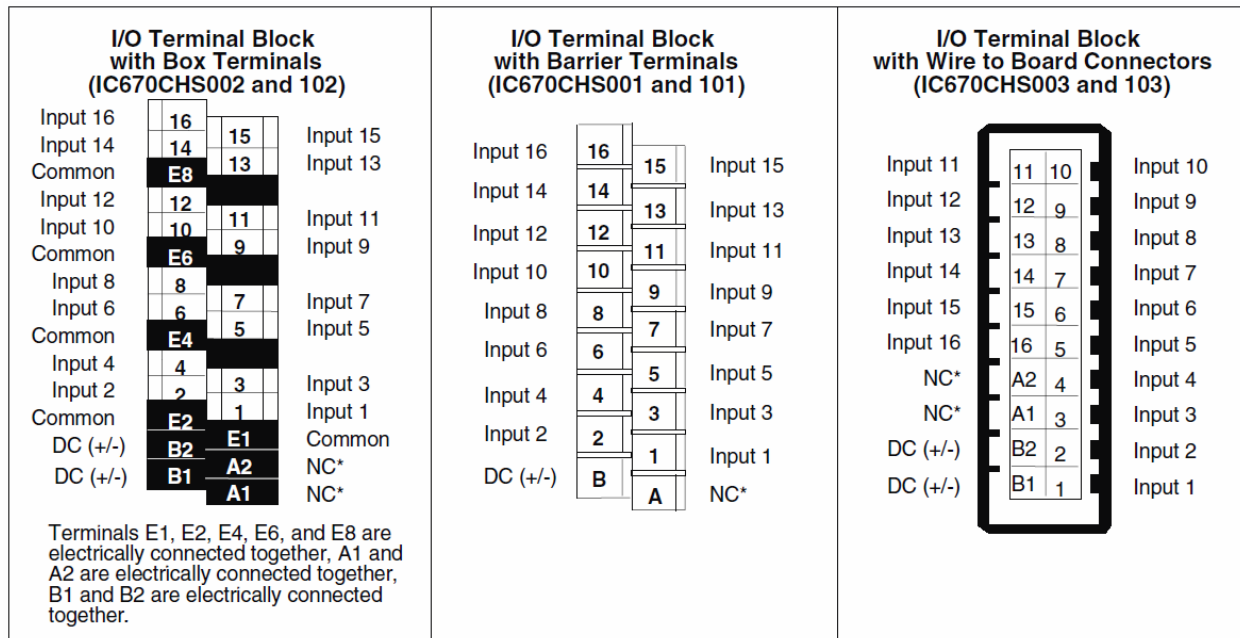 I/O Terminal Block
with Box Terminals
(IC670CHS002 and 102)
Input 16 16
15 Input 15
Input 14 14
13 Input 13
Common E8
Input 12 12
11 Input 11
Input 10 10
9 Input 9
Common E6
Input 8 8
7 Input 7
Input 6 6
5 Input 5
Common E4
Input 4 4
3 Input 3
Input 2 2
1 Input 1
Common E2
E1 Common
DC (+/-) B2
A2 NC*
DC (+/-) B1
A1 NC*
Terminals E1, E2, E4, E6, and E8 are
electrically connected together, A1 and
A2 are electrically connected together,
B1 and B2 are electrically connected
together.
I/O Terminal Block
with Barrier Terminals
(IC670CHS001 and 101)
Input 16 16
15 Input 15
Input 14 14
13 Input 13
Input 12 12
11 Input 11
Input 10 10
9 Input 9
Input 8 8
7 Input 7
Input 6 6
5 Input 5
Input 4 4
3 Input 3
Input 2 2
1 Input 1
DC (+/-) B
A NC*
I/O Terminal Block
with Wire to Board Connectors
(IC670CHS003 and 103)
Input 11 11 10 Input 10
Input 12 12 9 Input 9
Input 13 13 8 Input 8
Input 14 14 7 Input 7
Input 15 15 6 Input 6
Input 16 16 5 Input 5
NC* A2 4 Input 4
NC* A1 3 Input 3
DC (+/-) B2 2 Input 2
DC (+/-) B1 1 Input 1